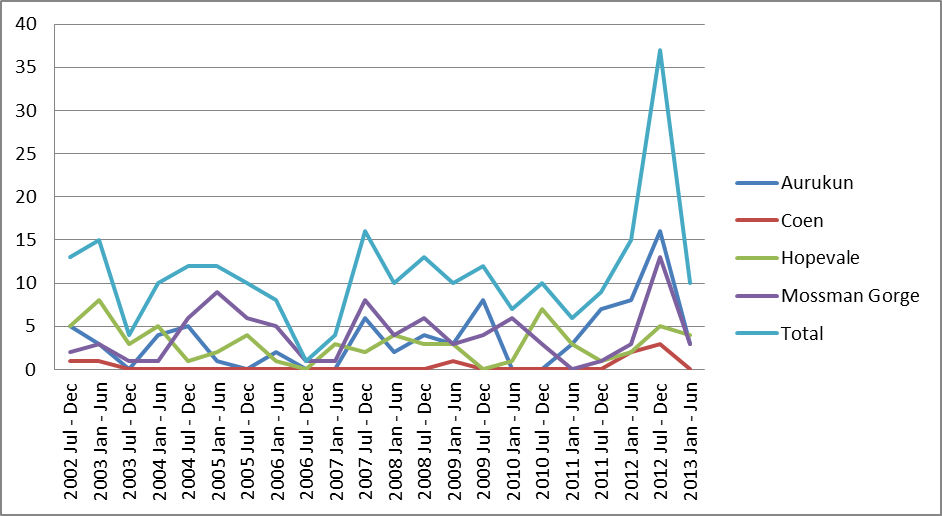 40
35
30
25
20
15
10
5
0
2002 Jul - Dec
2003 Jan - Jun
2003 Jul - Dec
2004 Jan - Jun
2004 Jul - Dec
2005 Jan - Jun
2005 Jul - Dec
2006 Jan - Jun
2006 Jul - Dec
2007 Jan - Jun
2007 Jul - Dec
2008 Jan - Jun
2008 Jul - Dec
2009 Jan - Jun
2009 Jul - Dec
2010 Jan - Jun
2010 Jul - Dec
2011 Jan - Jun
2011 Jul - Dec
2012 Jan - Jun
2012 Jul - Dec
2013 Jan - Jun
Aurukun
Coen
Hopevale
Mossman Gorge
Total